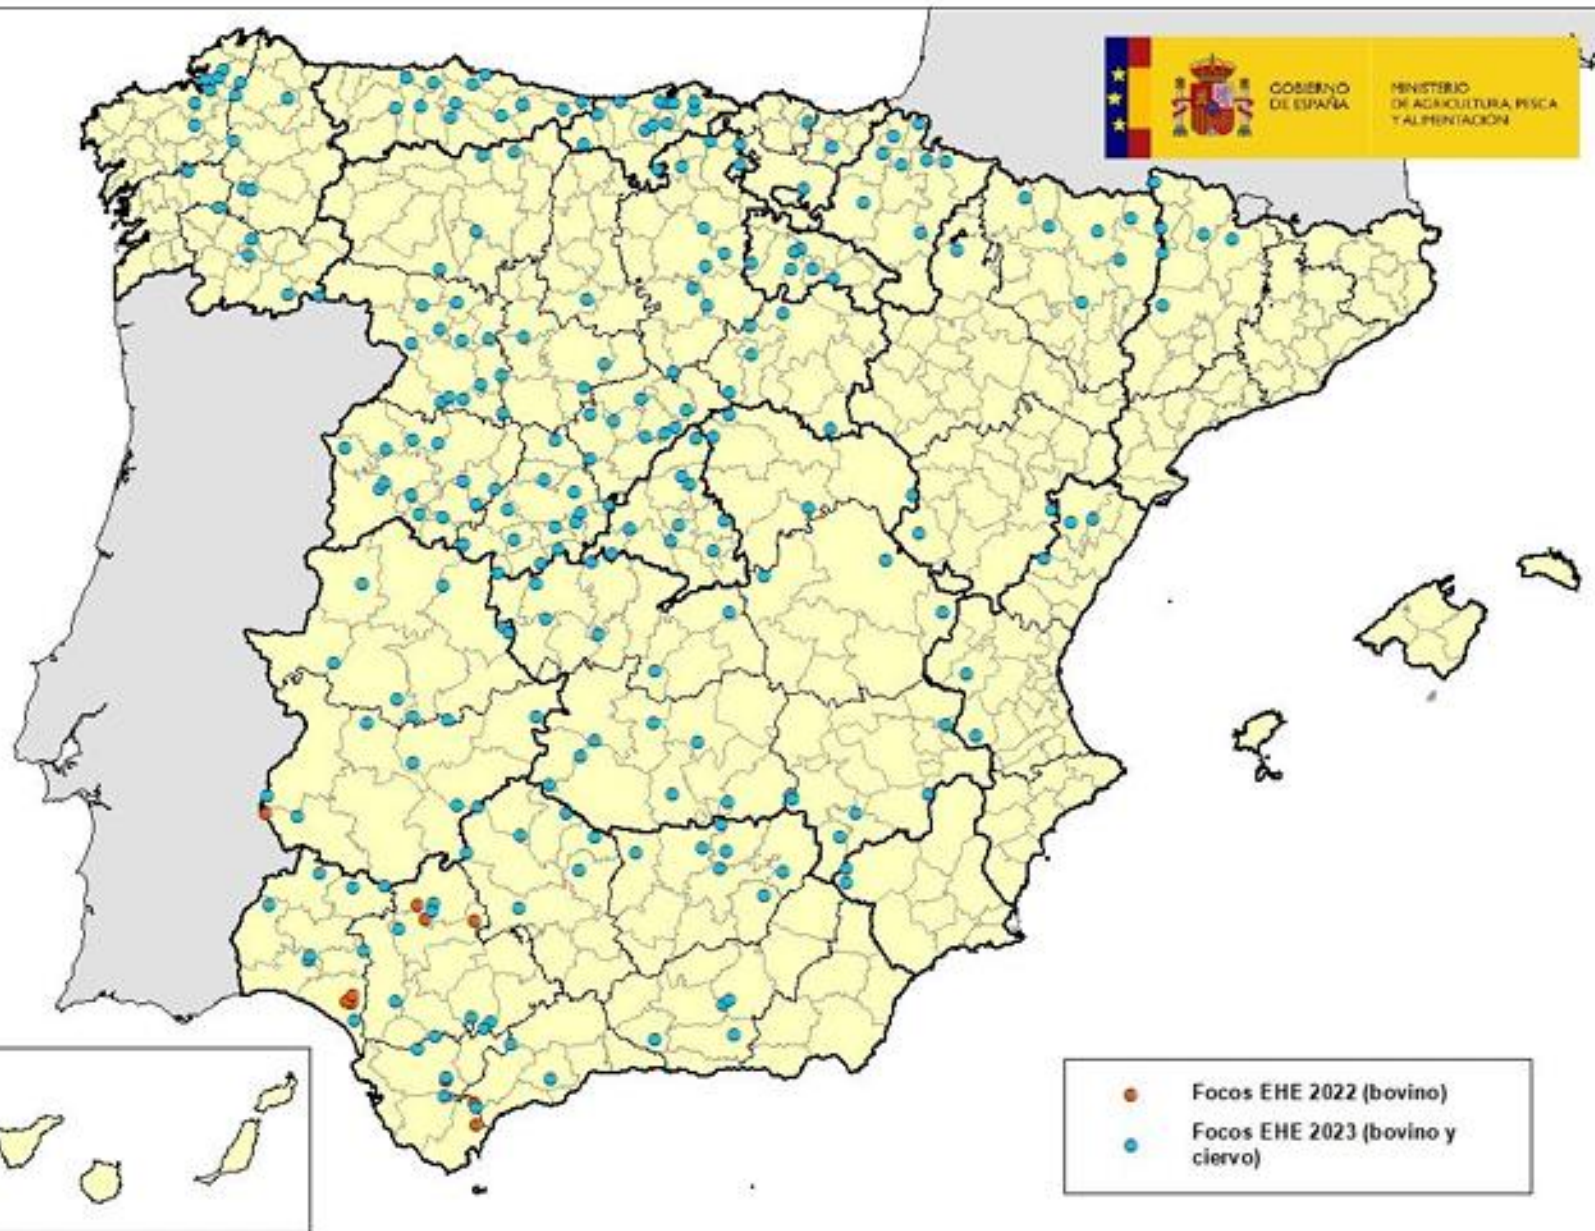 GOBIERNO
DE ESPAÑA
MINISTERIO
DE AGRICULTURA, PESCA
Y ALIMENTACIÓN
Focos EHE 2022 (bovino)
Focos EHE 2023 (bovino y
ciervo)